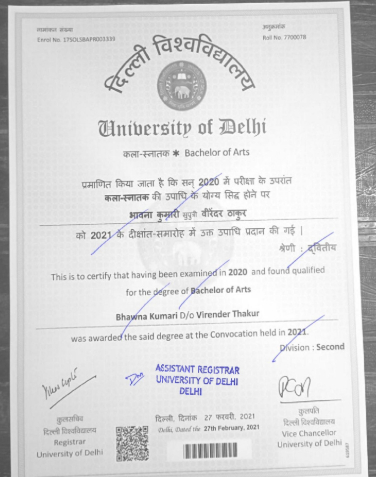 नामांकन संख्या
Enrol No. 17SOLSBAPR003339
अनुक्रमांक
Roll No. 7700078
दिल्ली विश्वविद्यालय
University of Delhi
कला-स्नातक ✱ Bachelor of Arts
प्रमाणित किया जाता है कि सन् 2020 में परीक्षा के उपरांत
कला-स्नातक की उपाधि के योग्य सिद्ध होने पर
भावना कुमारी सुपुत्री वीरेंदर ठाकुर
को 2021 के दीक्षांत-समारोह में उक्त उपाधि प्रदान की गई |
श्रेणी : द्वितीय
This is to certify that having been examined in 2020 and found qualified
for the degree of Bachelor of Arts
Bhawna Kumari D/o Virender Thakur
was awarded the said degree at the Convocation held in 2021.
Division : Second
ASSISTANT REGISTRAR
UNIVERSITY OF DELHI
DELHI
कुलसचिव
दिल्ली विश्वविद्यालय
Registrar
University of Delhi
दिल्ली, दिनांक 27 फरवरी, 2021
Delhi, Dated the 27th February, 2021
कुलपति
दिल्ली विश्वविद्यालय
Vice Chancellor
University of Delhi